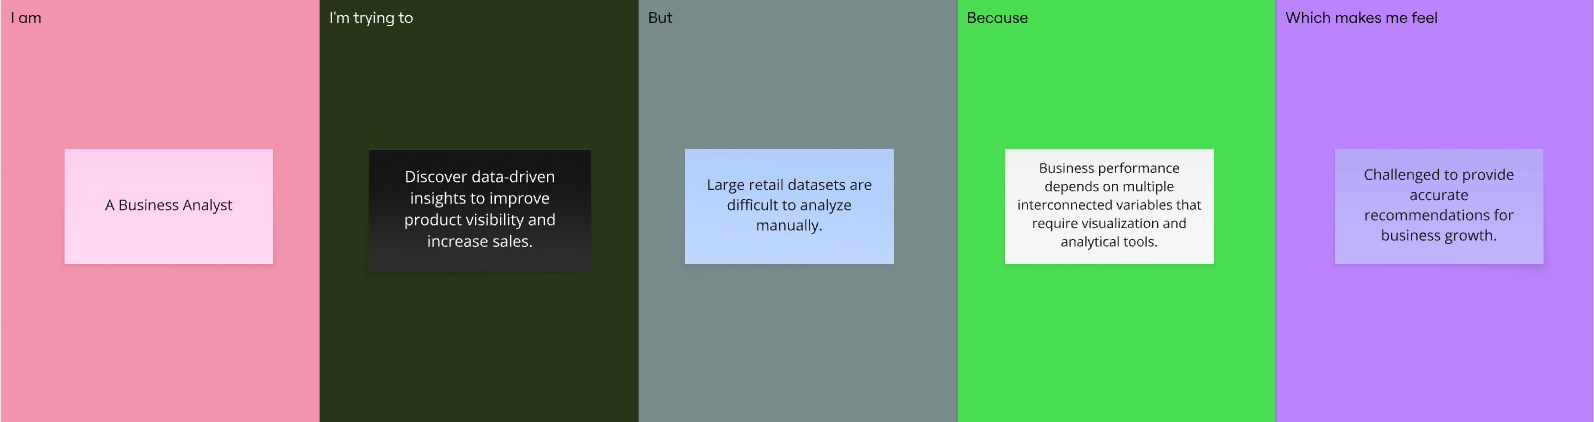 I am
A Business Analyst
I'm trying to
Discover data-driven
insights to improve
product visibility and
increase sales.
But
Large retail datasets are
difficult to analyze
manually.
Because
Business performance
depends on multiple
interconnected variables that
require visualization and
analytical tools.
Which makes me feel
Challenged to provide
accurate
recommendations for
business growth.